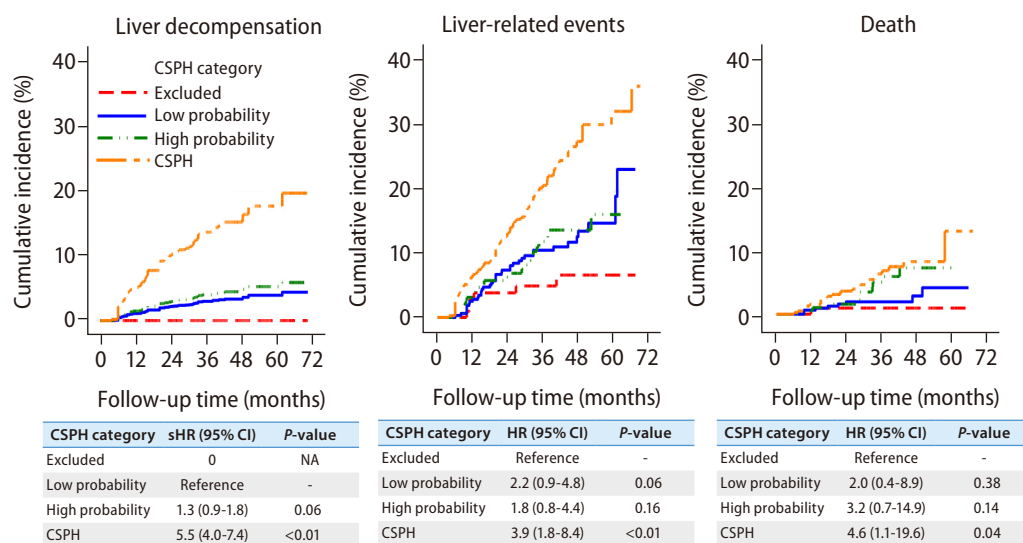 Liver decompensation
Cumulative incidence (%)
40
30
20
10
0
CSPH category
Excluded
Low probability
High probability
CSPH
0 12 24 36 48 60 72
Follow-up time (months)
CSPH category sHR (95% CI) P-value
Excluded 0 NA
Low probability Reference -
High probability 1.3 (0.9-1.8) 0.06
CSPH 5.5 (4.0-7.4) <0.01
Liver-related events
Cumulative incidence (%)
40
30
20
10
0
0 12 24 36 48 60 72
Follow-up time (months)
CSPH category HR (95% CI) P-value
Excluded Reference -
Low probability 2.2 (0.9-4.8) 0.06
High probability 1.8 (0.8-4.4) 0.16
CSPH 3.9 (1.8-8.4) <0.01
Death
Cumulative incidence (%)
40
30
20
10
0
0 12 24 36 48 60 72
Follow-up time (months)
CSPH category HR (95% CI) P-value
Excluded Reference -
Low probability 2.0 (0.4-8.9) 0.38
High probability 3.2 (0.7-14.9) 0.14
CSPH 4.6 (1.1-19.6) 0.04